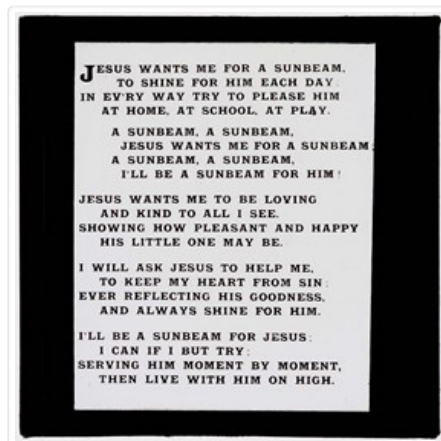 JESUS WANTS ME FOR A SUNBEAM,
TO SHINE FOR HIM EACH DAY;
IN EV'RY WAY TRY TO PLEASE HIM
AT HOME, AT SCHOOL, AT PLAY.
A SUNBEAM, A SUNBEAM,
JESUS WANTS ME FOR A SUNBEAM;
A SUNBEAM, A SUNBEAM,
I'LL BE A SUNBEAM FOR HIM!
JESUS WANTS ME TO BE LOVING
AND KIND TO ALL I SEE,
SHOWING HOW PLEASANT AND HAPPY
HIS LITTLE ONE MAY BE.
I WILL ASK JESUS TO HELP ME,
TO KEEP MY HEART FROM SIN;
EVER REFLECTING HIS GOODNESS,
AND ALWAYS SHINE FOR HIM.
I'LL BE A SUNBEAM FOR JESUS;
I CAN IF I BUT TRY;
SERVING HIM MOMENT BY MOMENT,
THEN LIVE WITH HIM ON HIGH.